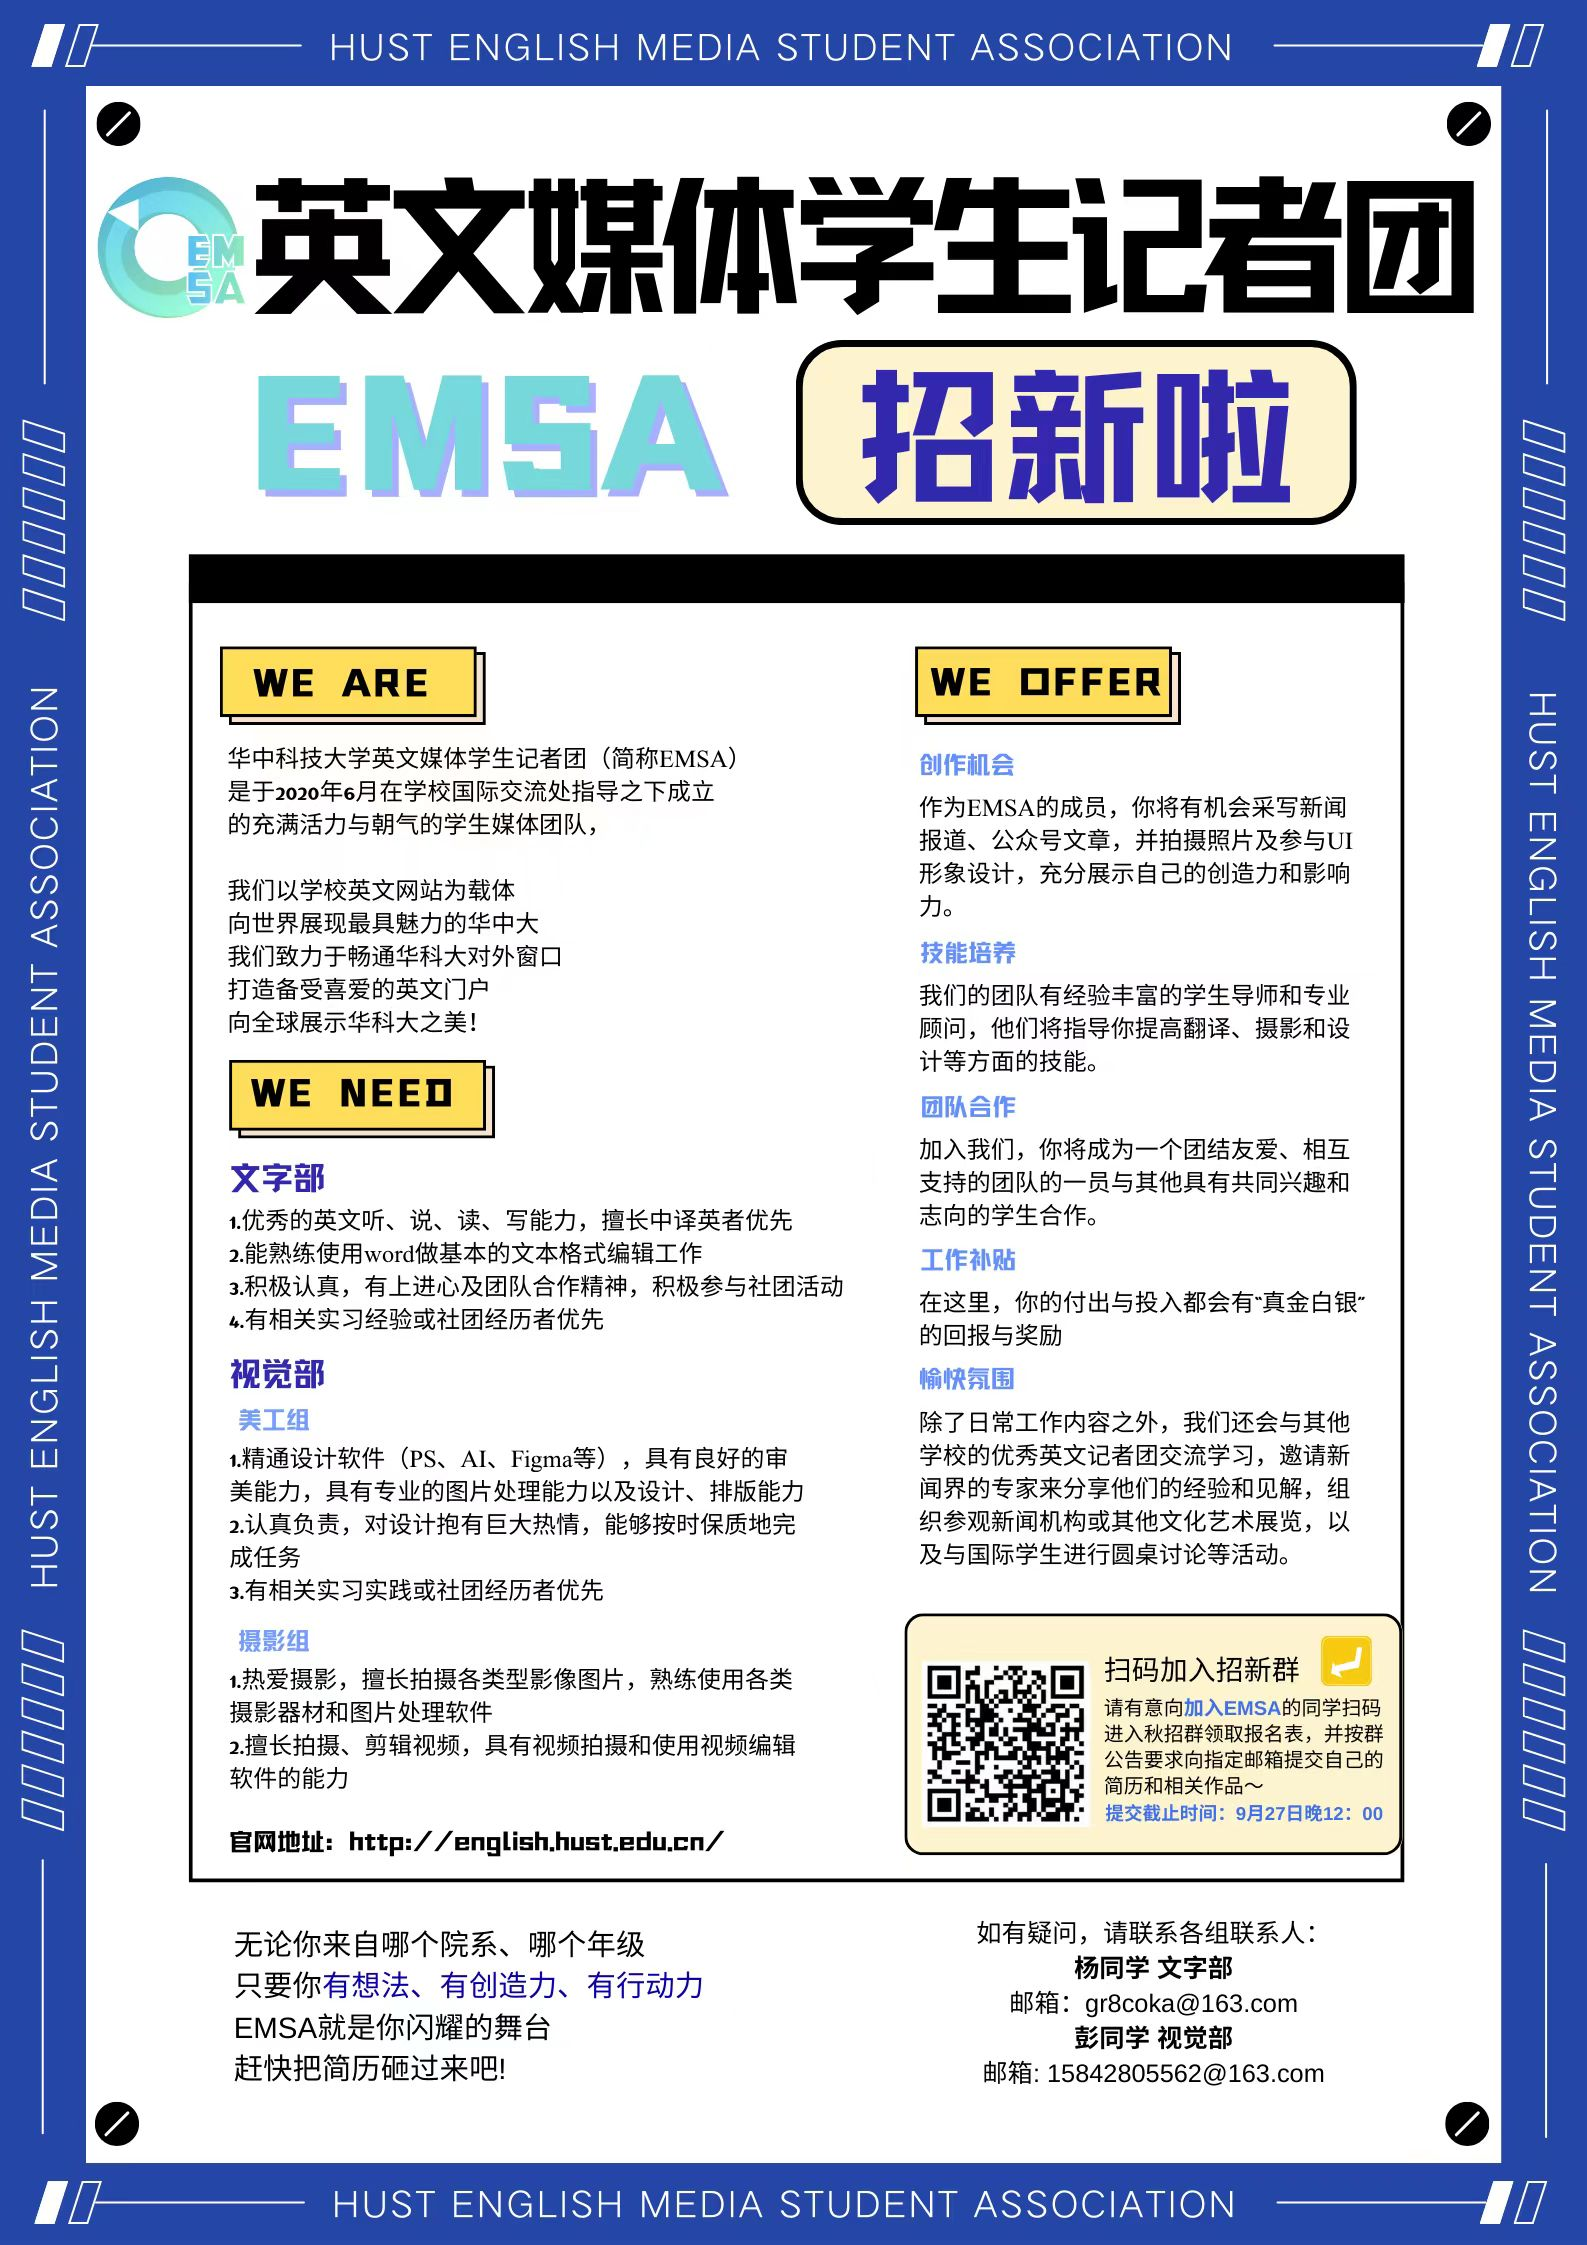 HUST ENGLISH MEDIA STUDENT ASSOCIATION
EMSA
英文媒体学生记者团
EMSA 招新啦
HUST ENGLISH MEDIA STUDENT ASSOCIATION
HUST ENGLISH MEDIA STUDENT ASSOCIATION
WE ARE
华中科技大学英文媒体学生记者团（简称EMSA）
是于2020年6月在学校国际交流处指导之下成立
的充满活力与朝气的学生媒体团队，
我们以学校英文网站为载体
向世界展现最具魅力的华中大
我们致力于畅通华科大对外窗口
打造备受喜爱的英文门户
向全球展示华科大之美！
WE NEED
文字部
1.优秀的英文听、说、读、写能力，擅长中译英者优先
2.能熟练使用word做基本的文本格式编辑工作
3.积极认真，有上进心及团队合作精神，积极参与社团活动
4.有相关实习经验或社团经历者优先
视觉部
美工组
1.精通设计软件（PS、AI、Figma等），具有良好的审
美能力，具有专业的图片处理能力以及设计、排版能力
2.认真负责，对设计抱有巨大热情，能够按时保质地完
成任务
3.有相关实习实践或社团经历者优先
摄影组
1.热爱摄影，擅长拍摄各类型影像图片，熟练使用各类
摄影器材和图片处理软件
2.擅长拍摄、剪辑视频，具有视频拍摄和使用视频编辑
软件的能力
官网地址：http://english.hust.edu.cn/
WE OFFER
创作机会
作为EMSA的成员，你将有机会采写新闻
报道、公众号文章，并拍摄照片及参与UI
形象设计，充分展示自己的创造力和影响
力。
技能培养
我们的团队有经验丰富的学生导师和专业
顾问，他们将指导你提高翻译、摄影和设
计等方面的技能。
团队合作
加入我们，你将成为一个团结友爱、相互
支持的团队的一员与其他具有共同兴趣和
志向的学生合作。
工作补贴
在这里，你的付出与投入都会有“真金白银”
的回报与奖励
愉快氛围
除了日常工作内容之外，我们还会与其他
学校的优秀英文记者团交流学习，邀请新
闻界的专家来分享他们的经验和见解，组
织参观新闻机构或其他文化艺术展览，以
及与国际学生进行圆桌讨论等活动。
扫码加入招新群
请有意向加入EMSA的同学扫码
进入秋招群领取报名表，并按群
公告要求向指定邮箱提交自己的
简历和相关作品～
提交截止时间：9月27日晚12：00
无论你来自哪个院系、哪个年级
只要你有想法、有创造力、有行动力
EMSA就是你闪耀的舞台
赶快把简历砸过来吧!
如有疑问，请联系各组联系人：
杨同学 文字部
邮箱：gr8coka@163.com
彭同学 视觉部
邮箱: 15842805562@163.com
HUST ENGLISH MEDIA STUDENT ASSOCIATION